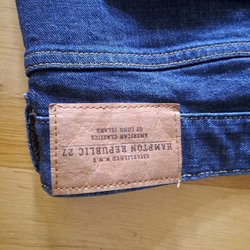 HAMPTON REPUBLIC 27
ESTABLISHED W.W.X
AMERICAN CLASSICS
OF LONG ISLAND